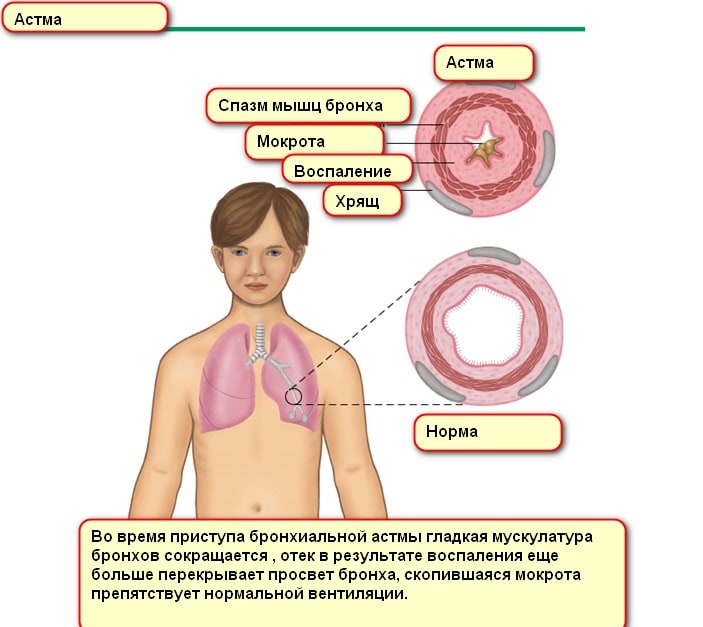 Астма
Астма
Спазм мышц бронха
Мокрота
Воспаление
Хрящ
Норма
Во время приступа бронхиальной астмы гладкая мускулатура
бронхов сокращается , отек в результате воспаления еще
больше перекрывает просвет бронха, скопившаяся мокрота
препятствует нормальной вентиляции.